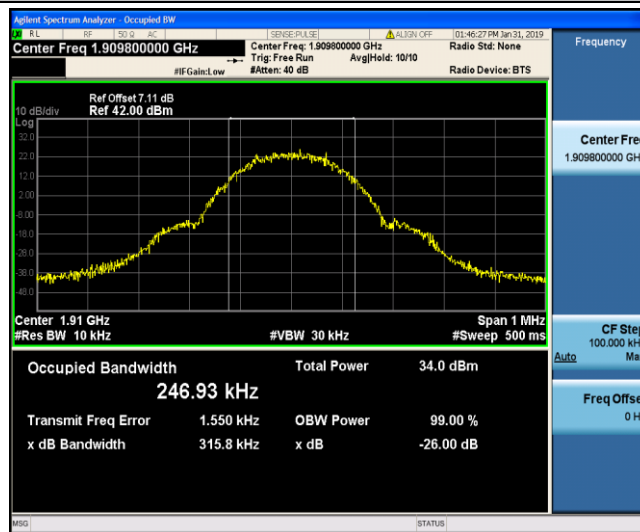 Agilent Spectrum Analyzer - Occupied BW
RL RF 50 Ω AC SENSE:PULSE ALIGN OFF 01:46:27 PM Jan 31, 2019
Center Freq 1.909800000 GHz
Center Freq: 1.909800000 GHz
Radio Std: None
Trig: Free Run Avg|Hold: 10/10
#IFGain:Low #Atten: 40 dB Radio Device: BTS
Ref Offset 7.11 dB
10 dB/div Ref 42.00 dBm
Log
32.0
22.0
12.0
2.00
-8.00
-18.0
-28.0
-38.0
-48.0
Center 1.91 GHz Span 1 MHz
#Res BW 10 kHz #VBW 30 kHz #Sweep 500 ms
Occupied Bandwidth Total Power 34.0 dBm
246.93 kHz
Transmit Freq Error 1.550 kHz OBW Power 99.00 %
x dB Bandwidth 315.8 kHz x dB -26.00 dB
MSG STATUS
Frequency
Center Fre
1.909800000 GH
CF Step
100.000 kH
Auto Ma
Freq Offse
0 H